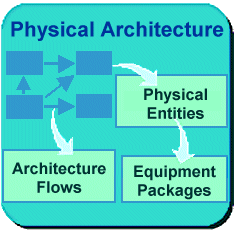 Physical Architecture
Physical
Entities
Architecture
Flows
Equipment
Packages